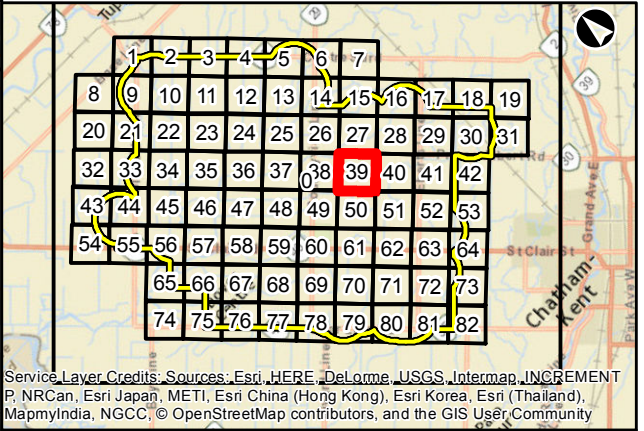 Tup
1 2 3 4 5 6 7
8 9 10 11 12 13 14 15 16 17 18 19
20 21 22 23 24 25 26 27 28 29 30 31
32 33 34 35 36 37 38 39 40 41 42
0
43 44 45 46 47 48 49 50 51 52 53
54 55 56 57 58 59 60 61 62 63 64
65 66 67 68 69 70 71 72 73
74 75 76 77 78 79 80 81 82
20
39
Rd
St Clair St
Grand Ave E
Chatham-
Kent
Park Ave W
Service Layer Credits: Sources: Esri, HERE, DeLorme, USGS, Intermap, INCREMENT
P, NRCan, Esri Japan, METI, Esri China (Hong Kong), Esri Korea, Esri (Thailand),
MapmyIndia, NGCC, © OpenStreetMap contributors, and the GIS User Community